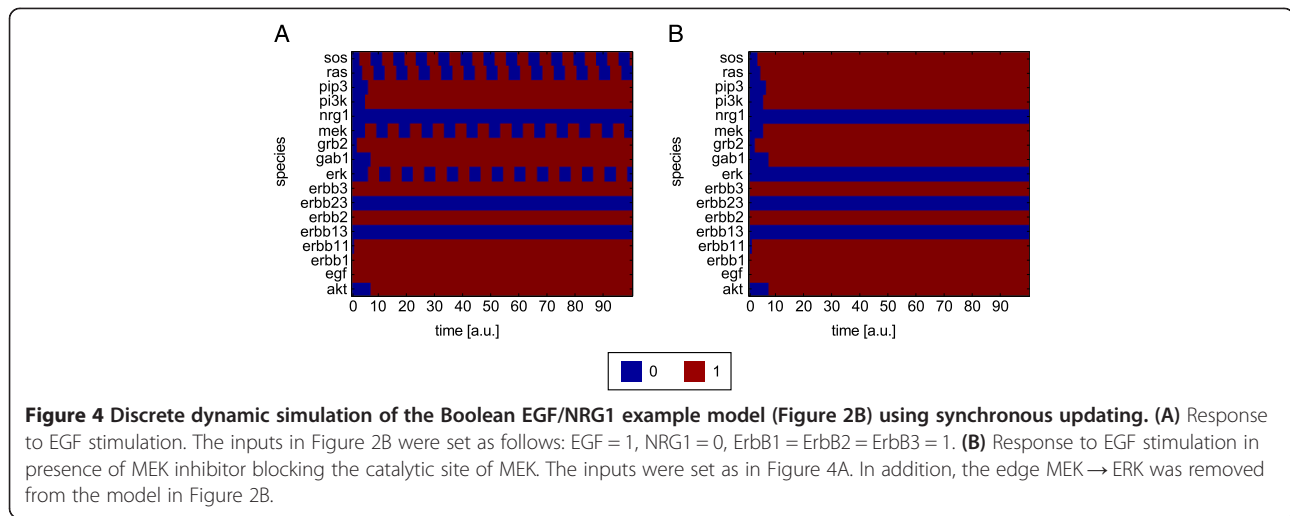 A
B
species
sos
ras
pip3
pi3k
nrg1
mek
grb2
gab1
erk
erbb3
erbb23
erbb2
erbb13
erbb11
erbb1
egf
akt
0 10 20 30 40 50 60 70 80 90
time [a.u.]
species
sos
ras
pip3
pi3k
nrg1
mek
grb2
gab1
erk
erbb3
erbb23
erbb2
erbb13
erbb11
erbb1
egf
akt
0 10 20 30 40 50 60 70 80 90
time [a.u.]
0 1
Figure 4 Discrete dynamic simulation of the Boolean EGF/NRG1 example model (Figure 2B) using synchronous updating. (A) Response
to EGF stimulation. The inputs in Figure 2B were set as follows: EGF = 1, NRG1 = 0, ErbB1 = ErbB2 = ErbB3 = 1. (B) Response to EGF stimulation in
presence of MEK inhibitor blocking the catalytic site of MEK. The inputs were set as in Figure 4A. In addition, the edge MEK → ERK was removed
from the model in Figure 2B.